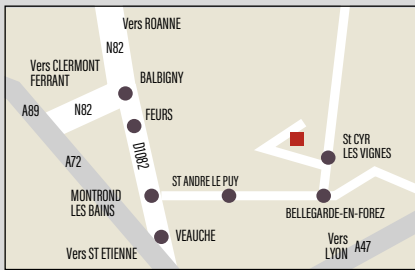 Vers ROANNE
N82
Vers CLERMONT
FERRANT
BALBIGNY
A89
N82
FEURS
D1082
St CYR
LES VIGNES
A72
ST ANDRE LE PUY
MONTROND
LES BAINS
BELLEGARDE-EN-FOREZ
VEAUCHE
Vers
LYON
A47
Vers ST ETIENNE